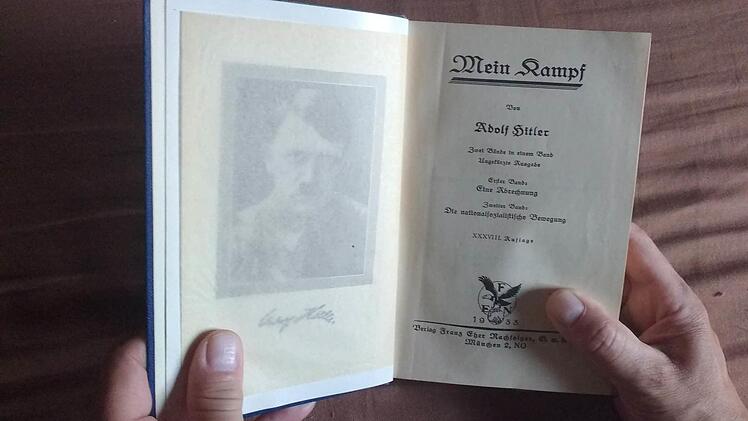 Mein Kampf
Von
Adolf Hitler
Zwei Bände in einem Band
Ungekürzte Ausgabe
Erster Band:
Eine Abrechnung
Zweiter Band:
Die nationalsozialistische Bewegung
XXXVIII. Auflage
F
E N
1933
Verlag Franz Eher Nachfolger, G. m. b.
München 2, NO